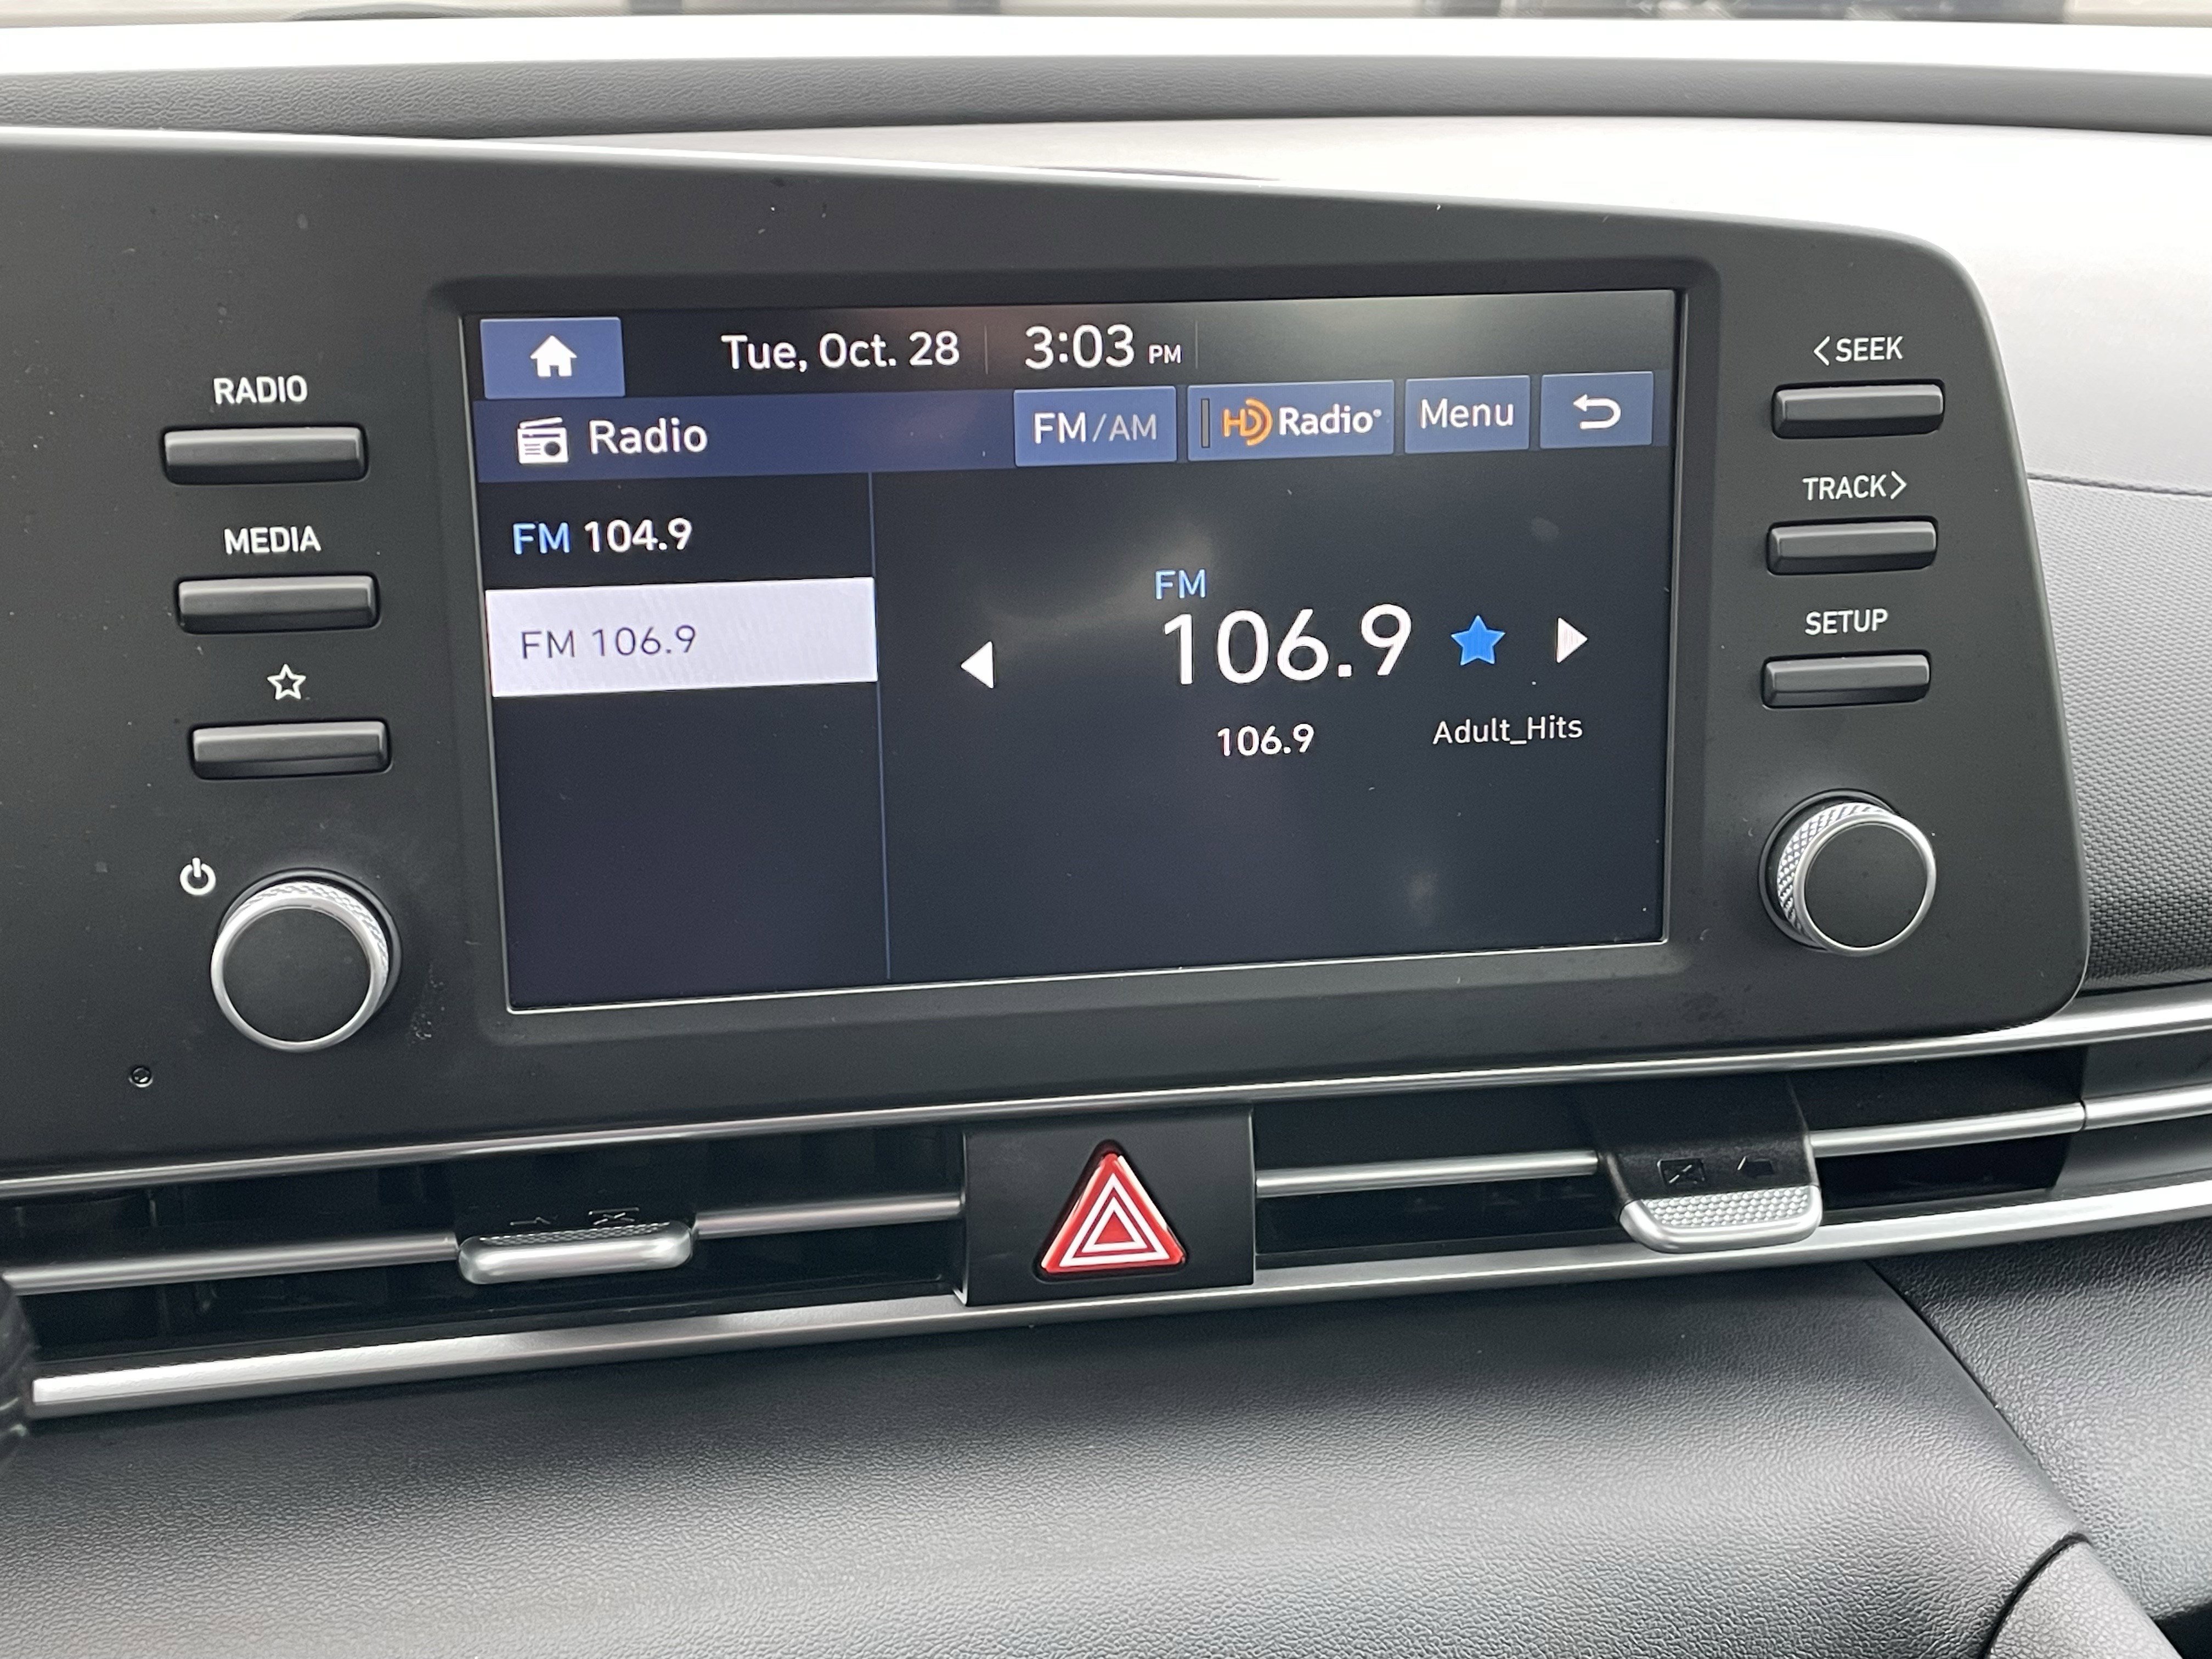 Tue, Oct. 28 3:03 PM
Radio FM/AM HD Radio® Menu
FM 104.9
FM 106.9
FM
106.9
106.9 Adult_Hits
RADIO
MEDIA
<SEEK
TRACK>
SETUP